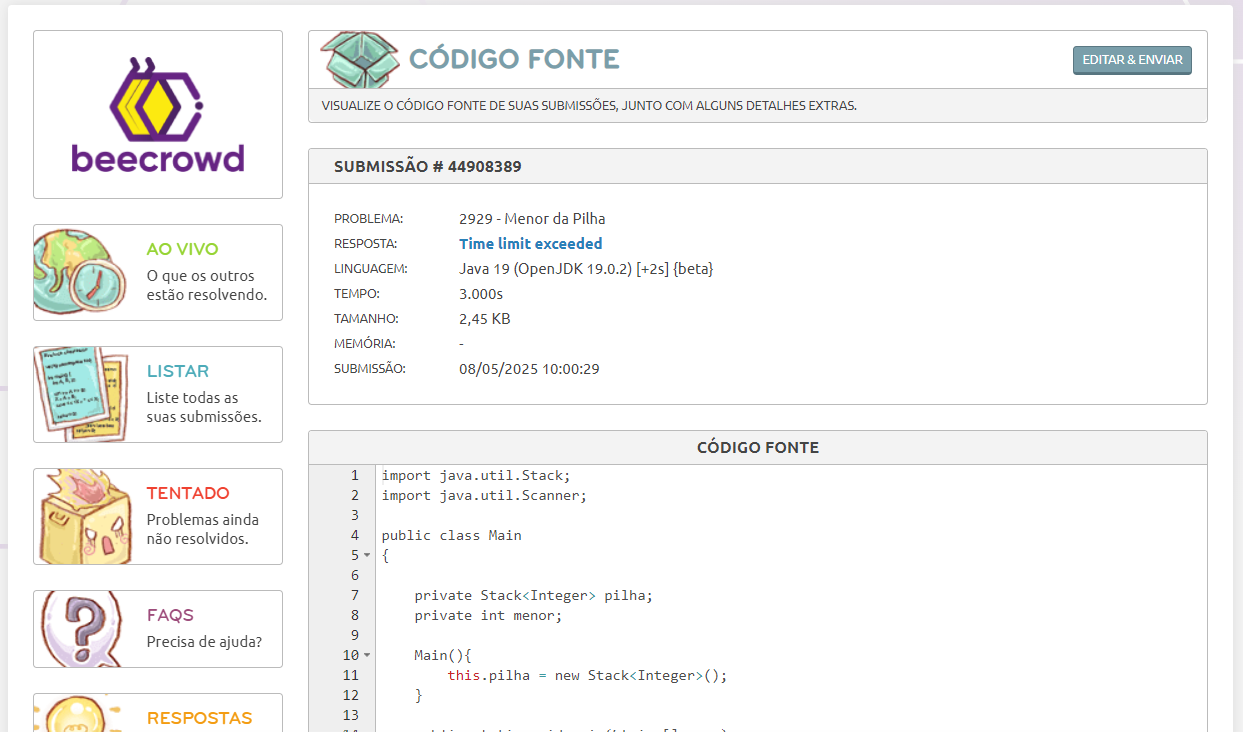 beecrowd
AO VIVO
O que os outros
estão resolvendo.
LISTAR
Liste todas as
suas submissões.
TENTADO
Problemas ainda
não resolvidos.
FAQS
Precisa de ajuda?
RESPOSTAS
CÓDIGO FONTE
EDITAR & ENVIAR
VISUALIZE O CÓDIGO FONTE DE SUAS SUBMISSÕES, JUNTO COM ALGUNS DETALHES EXTRAS.
SUBMISSÃO # 44908389
PROBLEMA: 2929 - Menor da Pilha
RESPOSTA: Time limit exceeded
LINGUAGEM: Java 19 (OpenJDK 19.0.2) [+2s] {beta}
TEMPO: 3.000s
TAMANHO: 2,45 KB
MEMÓRIA: -
SUBMISSÃO: 08/05/2025 10:00:29
CÓDIGO FONTE
1 import java.util.Stack;
2 import java.util.Scanner;
3
4 public class Main
5 {
6
7 private Stack<Integer> pilha;
8 private int menor;
9
10 Main(){
11 this.pilha = new Stack<Integer>();
12 }
13